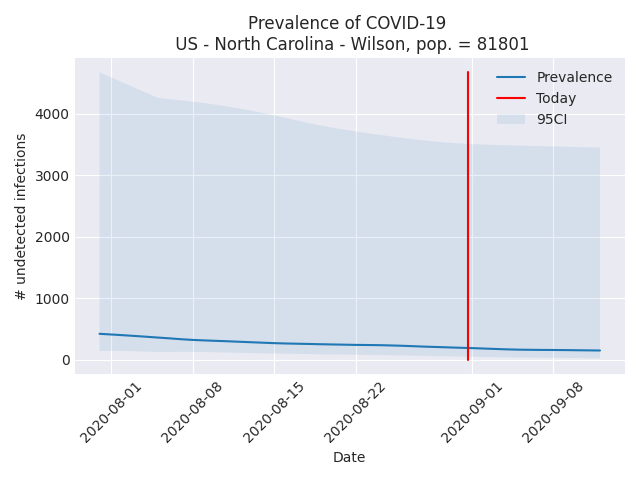 Prevalence of COVID-19
US - North Carolina - Wilson, pop. = 81801
Prevalence
Today
95CI
4000
3000
2000
1000
0
# undetected infections
2020-08-01
2020-08-08
2020-08-15
2020-08-22
2020-09-01
2020-09-08
Date